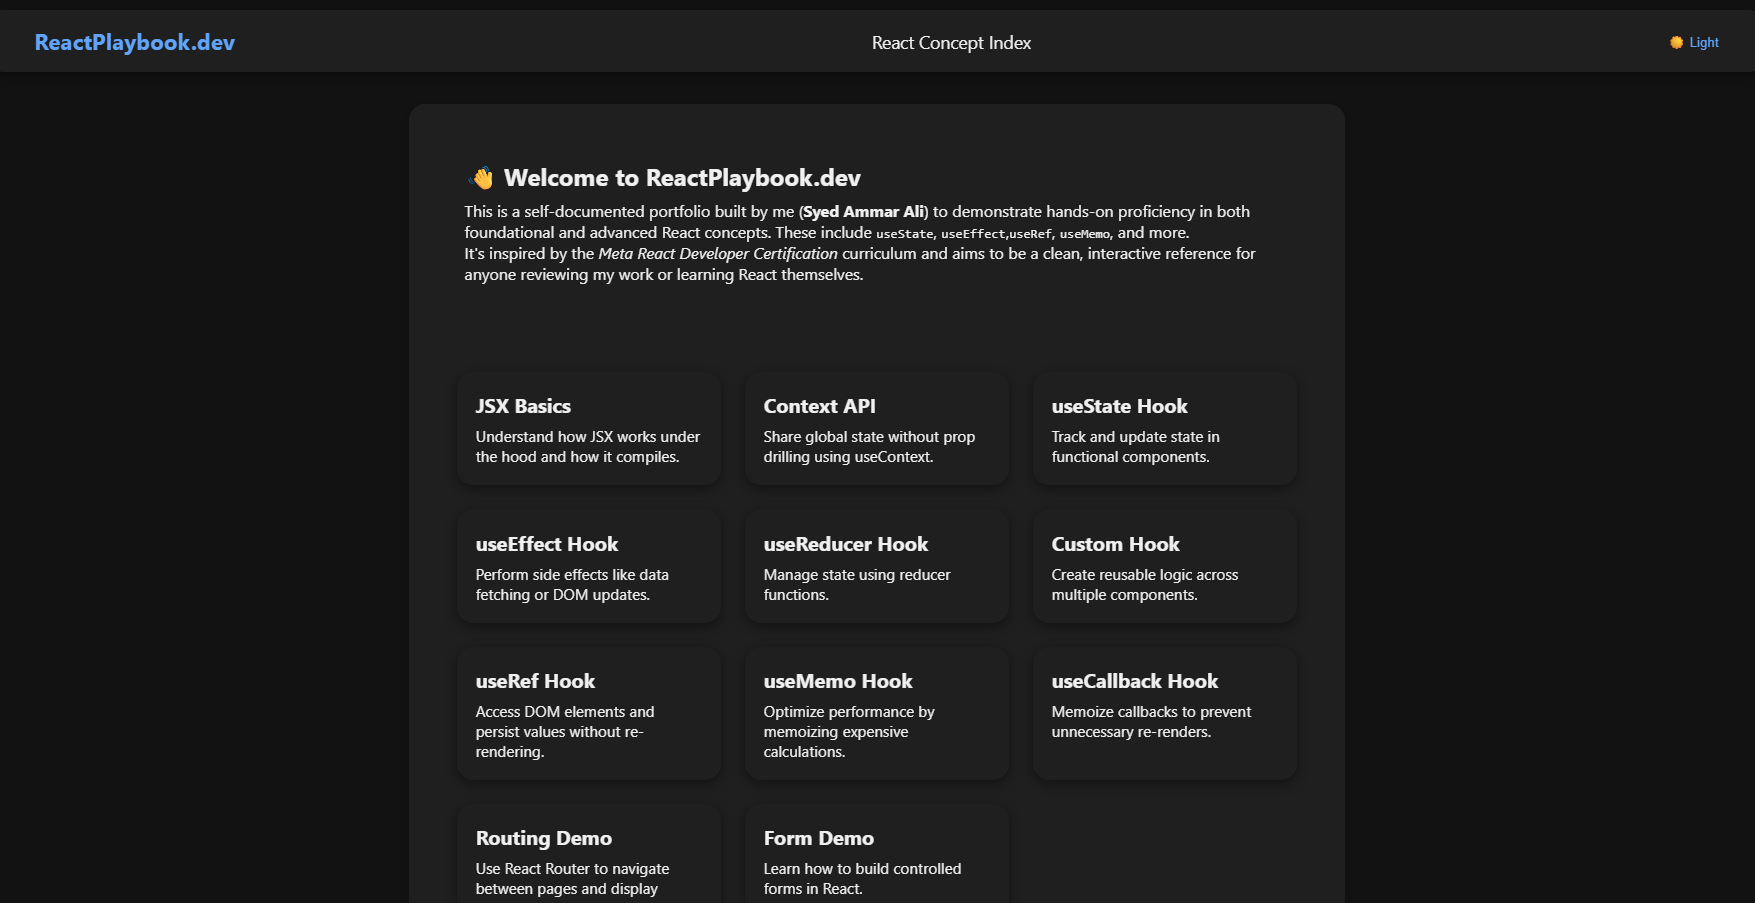 ReactPlaybook.dev
React Concept Index
Light
👋 Welcome to ReactPlaybook.dev
This is a self-documented portfolio built by me (Syed Ammar Ali) to demonstrate hands-on proficiency in both
foundational and advanced React concepts. These include useState, useEffect,useRef, useMemo, and more.
It's inspired by the Meta React Developer Certification curriculum and aims to be a clean, interactive reference for
anyone reviewing my work or learning React themselves.
JSX Basics
Understand how JSX works under
the hood and how it compiles.
Context API
Share global state without prop
drilling using useContext.
useState Hook
Track and update state in
functional components.
useEffect Hook
Perform side effects like data
fetching or DOM updates.
useReducer Hook
Manage state using reducer
functions.
Custom Hook
Create reusable logic across
multiple components.
useRef Hook
Access DOM elements and
persist values without re-
rendering.
useMemo Hook
Optimize performance by
memoizing expensive
calculations.
useCallback Hook
Memoize callbacks to prevent
unnecessary re-renders.
Routing Demo
Use React Router to navigate
between pages and display
Form Demo
Learn how to build controlled
forms in React.